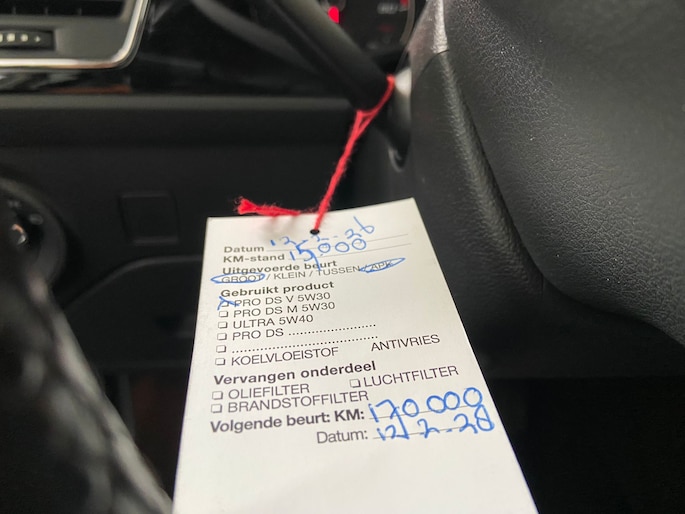 Datum 12-2-26
KM-stand
Uitgevoerde beurt
GROOT / KLEIN / TUSSEN / APK
Gebruikt product
PRO DS V 5W30
PRO DS M 5W30
ULTRA 5W40
PRO DS ......................
..............................
KOELVLOEISTOF ANTIVRIES
Vervangen onderdeel
OLIEFILTER LUCHTFILTER
BRANDSTOFFILTER
Volgende beurt: KM: 170 000
Datum: 12-2-28